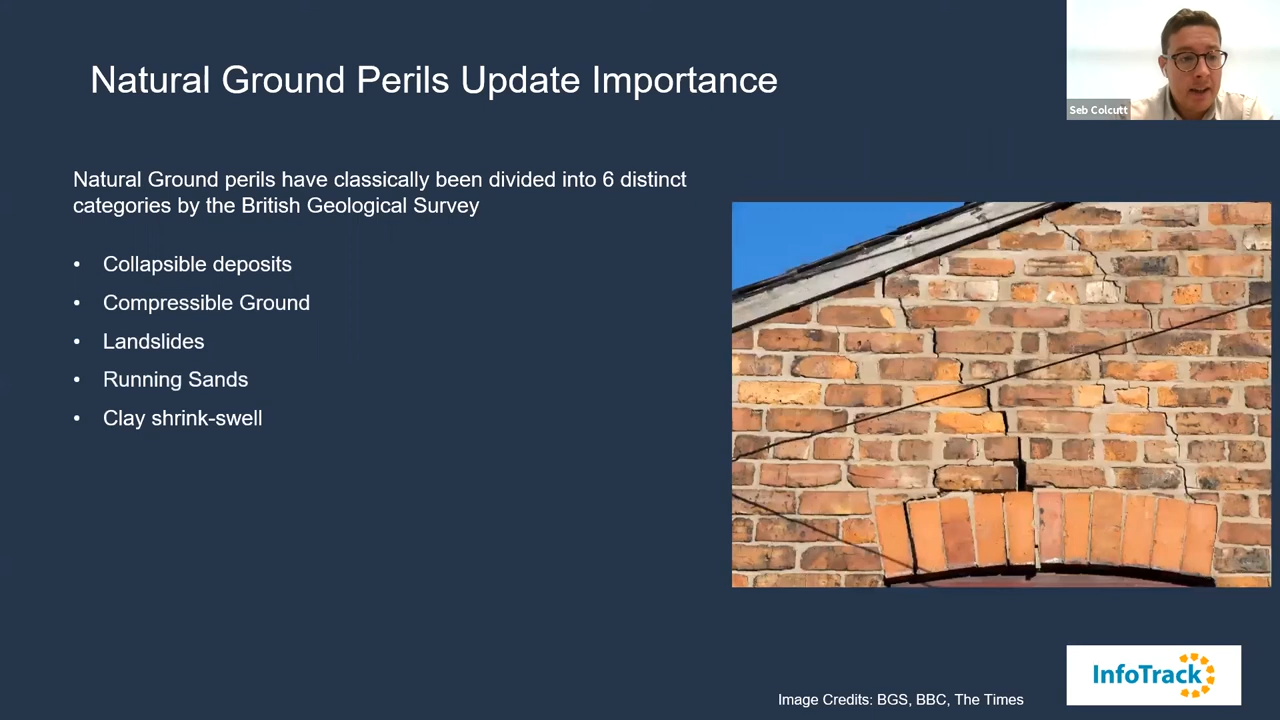 Natural Ground Perils Update Importance
Seb Colcutt
Natural Ground perils have classically been divided into 6 distinct
categories by the British Geological Survey
• Collapsible deposits
• Compressible Ground
• Landslides
• Running Sands
• Clay shrink-swell
InfoTrack
Image Credits: BGS, BBC, The Times